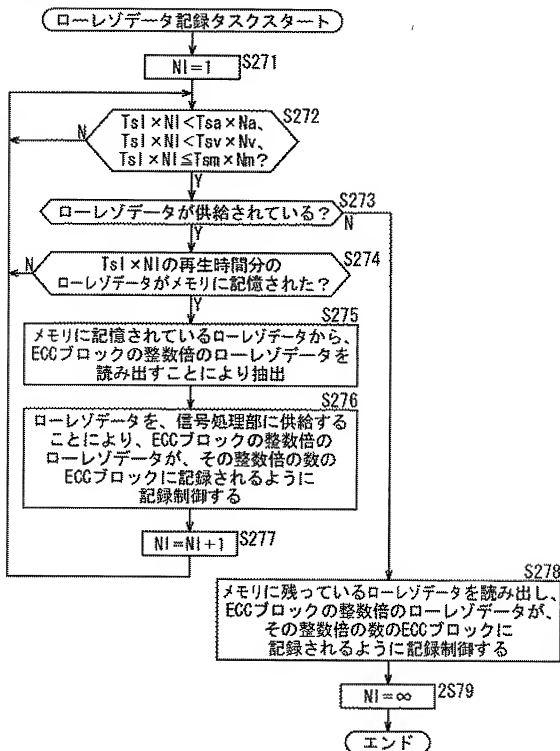 ローレゾデータ記録タスクスタート
NI=1
S271
TsI×NI<Tsa×Na、
TsI×NI<Tsv×Nv、
TsI×NI≦Tsm×Nm?
S272
N
Y
ローレゾデータが供給されている?
S273
N
Y
TsI×NIの再生時間分の
ローレゾデータがメモリに記憶された?
S274
N
Y
S275
メモリに記憶されているローレゾデータから、
ECCブロックの整数倍のローレゾデータを
読み出すことにより抽出
S276
ローレゾデータを、信号処理部に供給する
ことにより、ECCブロックの整数倍の
ローレゾデータが、その整数倍の数の
ECCブロックに記録されるように
記録制御する
NI=NI+1
S277
S278
メモリに残っているローレゾデータを読み出し、
ECCブロックの整数倍のローレゾデータが、
その整数倍の数のECCブロックに
記録されるように記録制御する
NI=∞
2S79
エンド